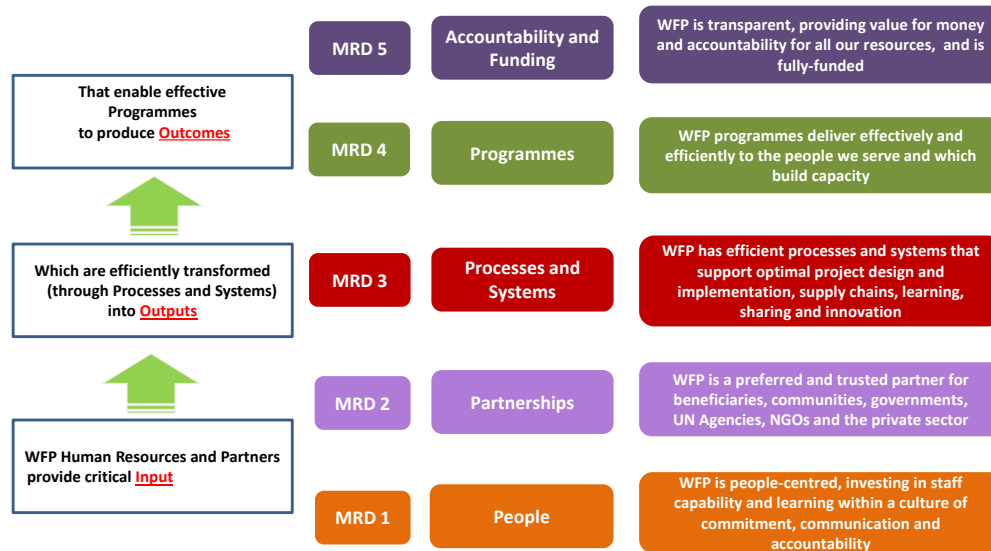 MRD 5
Accountability and
Funding
WFP is transparent, providing value for money
and accountability for all our resources, and is
fully-funded
That enable effective
Programmes
to produce Outcomes
MRD 4
Programmes
WFP programmes deliver effectively and
efficiently to the people we serve and which
build capacity
Which are efficiently transformed
(through Processes and Systems)
into Outputs
MRD 3
Processes and
Systems
WFP has efficient processes and systems that
support optimal project design and
implementation, supply chains, learning,
sharing and innovation
MRD 2
Partnerships
WFP is a preferred and trusted partner for
beneficiaries, communities, governments,
UN Agencies, NGOs and the private sector
WFP Human Resources and Partners
provide critical Input
MRD 1
People
WFP is people-centred, investing in staff
capability and learning within a culture of
commitment, communication and
accountability